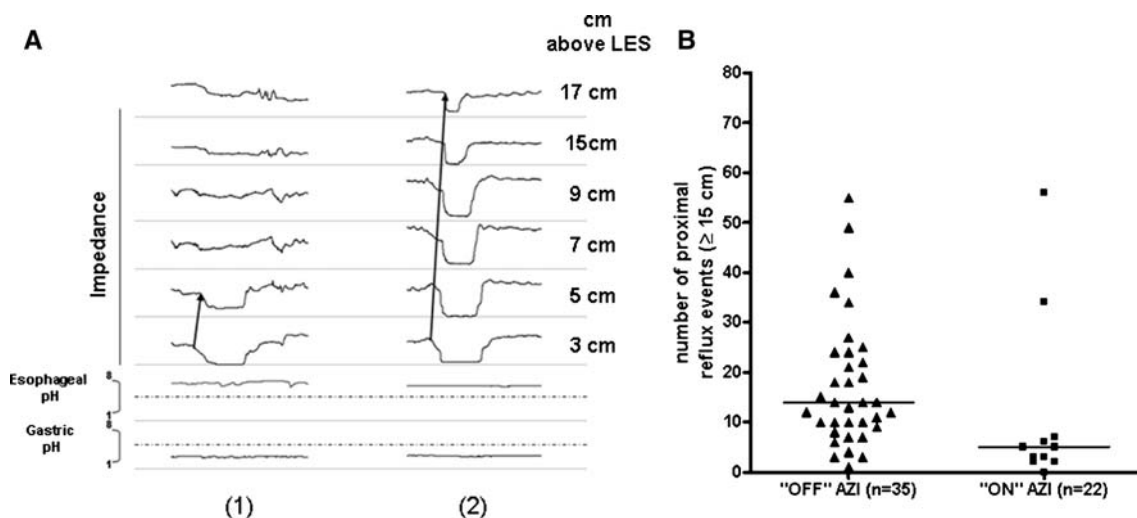 A
cm
above LES
17 cm
15cm
9 cm
7 cm
5 cm
3 cm
Impedance
Esophageal
pH
8
1
Gastric
pH
8
1
(1)
(2)
B
number of proximal
reflux events (≥ 15 cm)
80
70
60
50
40
30
20
10
0
"OFF" AZI (n=35)
"ON" AZI (n=22)